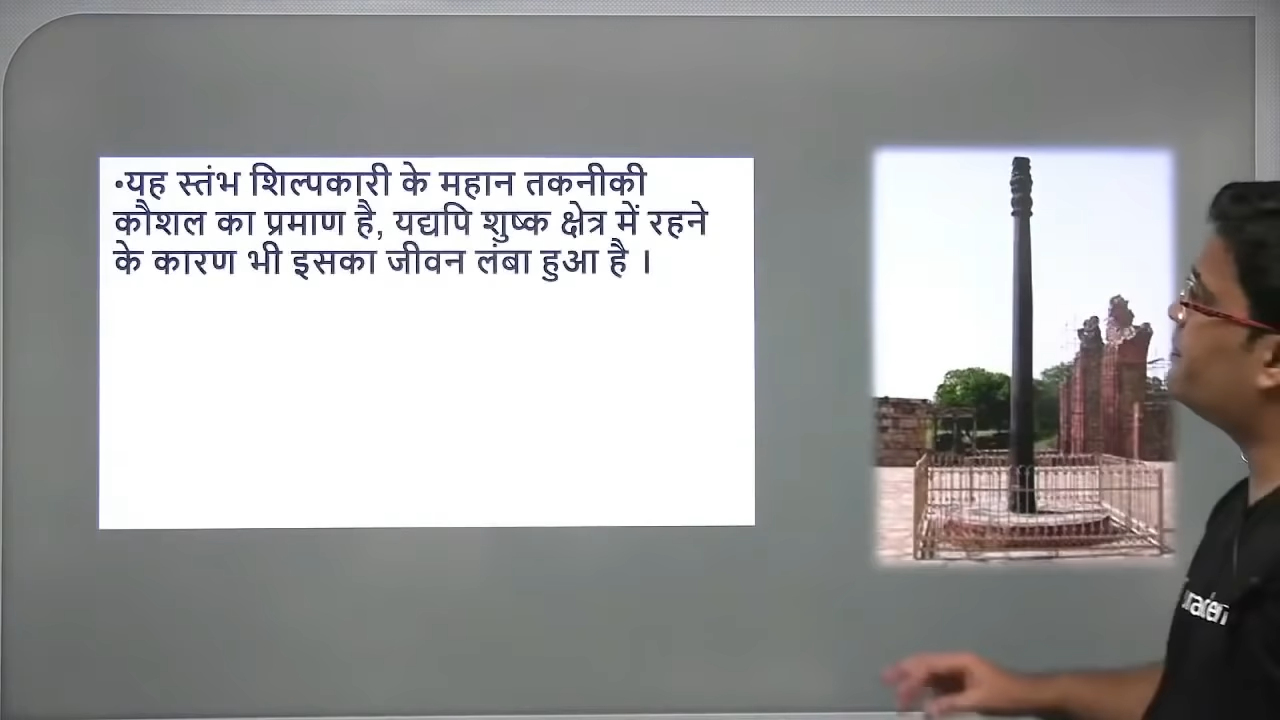 •यह स्तंभ शिल्पकारी के महान तकनीकी
कौशल का प्रमाण है, यद्यपि शुष्क क्षेत्र में रहने
के कारण भी इसका जीवन लंबा हुआ है ।